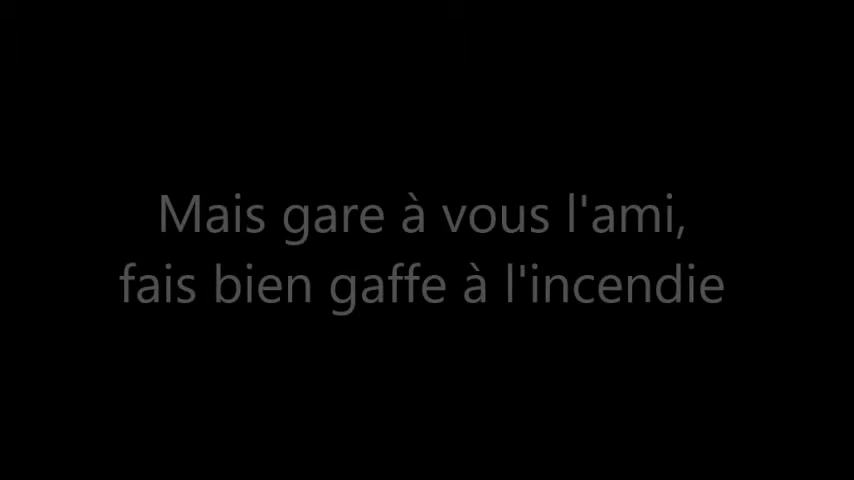 Mais gare à vous l'ami,
fais bien gaffe à l'incendie